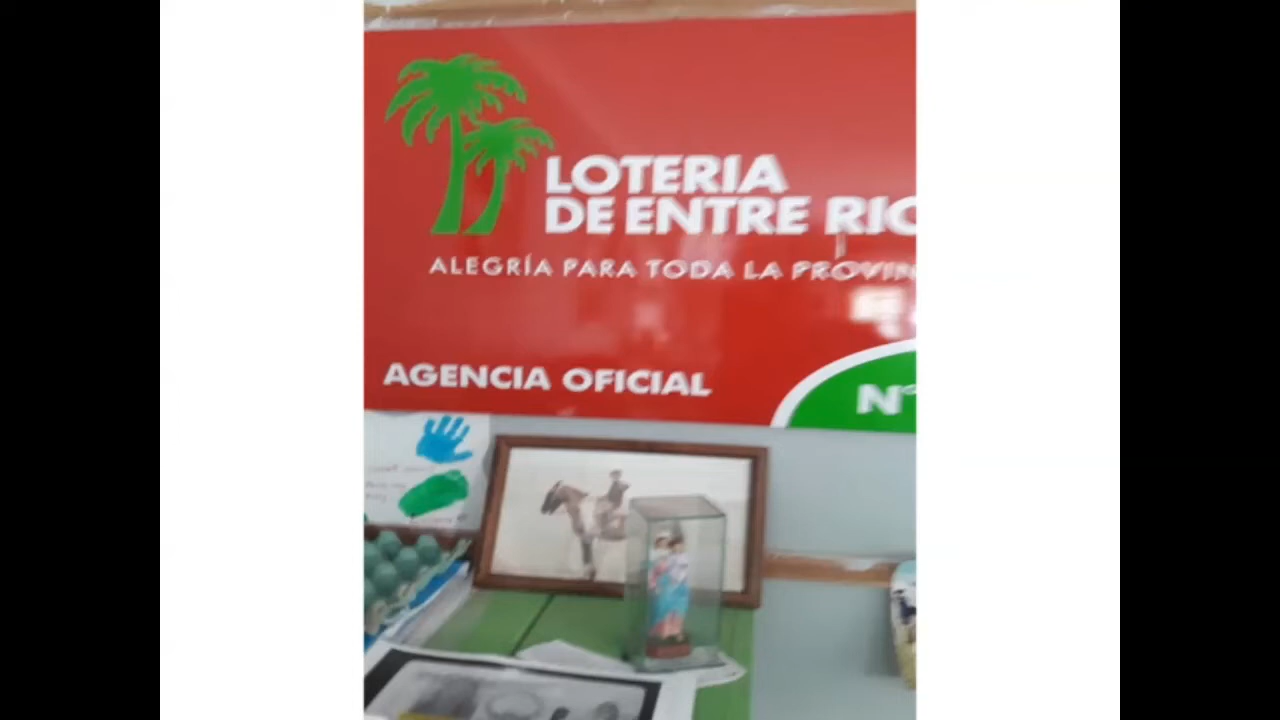 LOTERIA
DE ENTRE RIO
ALEGRÍA PARA TODA LA PROVIN
AGENCIA OFICIAL
N°